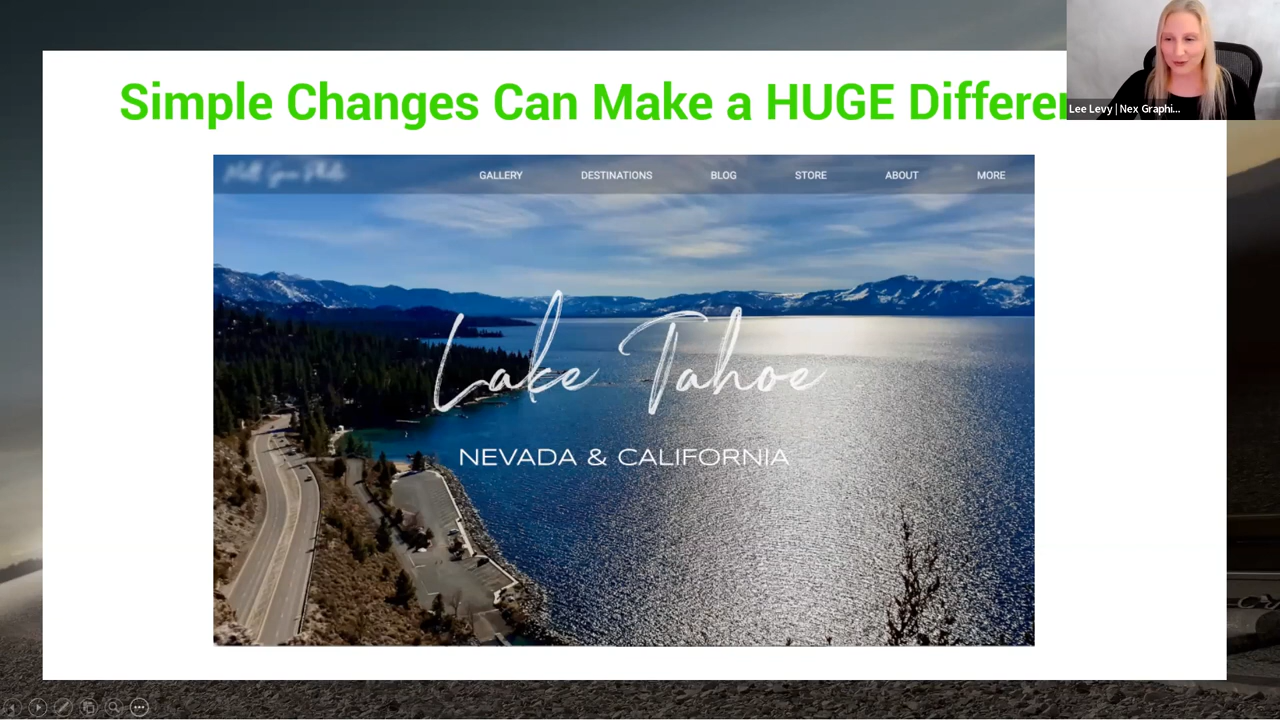 Simple Changes Can Make a HUGE Differen
Lee Levy | Nex Graphi...
GALLERY DESTINATIONS BLOG STORE ABOUT MORE
Lake Tahoe
NEVADA & CALIFORNIA